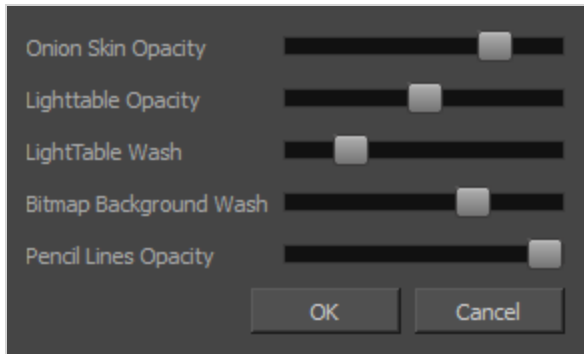 Onion Skin Opacity
Lighttable Opacity
LightTable Wash
Bitmap Background Wash
Pencil Lines Opacity
OK Cancel